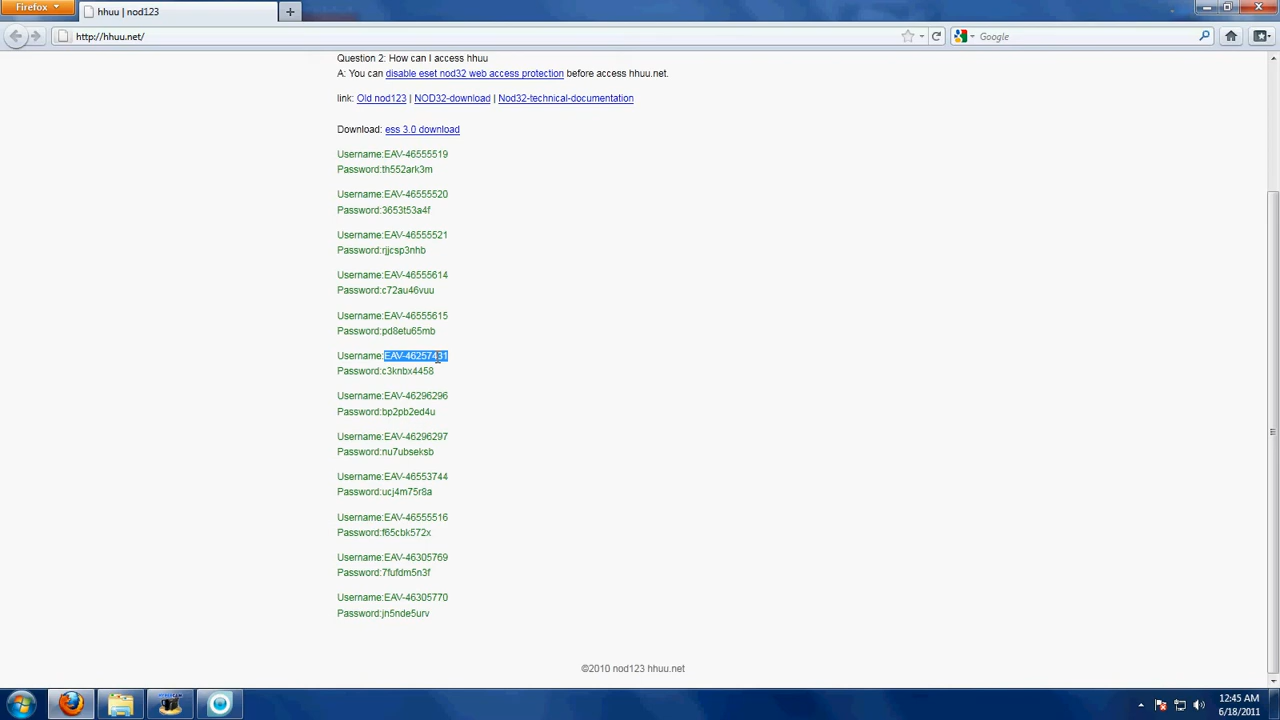 Firefox
hhuu | nod123
http://hhuu.net/
Google
Question 2: How can I access hhuu
A: You can disable eset nod32 web access protection before access hhuu.net.
link: Old nod123 | NOD32-download | Nod32-technical-documentation
Download: ess 3.0 download
Username:EAV-46555519
Password:th552ark3m
Username:EAV-46555520
Password:3653t53a4f
Username:EAV-46555521
Password:rjjcsp3nhb
Username:EAV-46555614
Password:c72au46vuu
Username:EAV-46555615
Password:pd8etu65mb
Username:EAV-46257431
Password:c3knbx4458
Username:EAV-46296296
Password:bp2pb2ed4u
Username:EAV-46296297
Password:nu7ubseksb
Username:EAV-46553744
Password:ucj4m75r8a
Username:EAV-46555516
Password:f65cbk572x
Username:EAV-46305769
Password:7fufdm5n3f
Username:EAV-46305770
Password:jn5nde5urv
©2010 nod123 hhuu.net
12:45 AM
6/18/2011